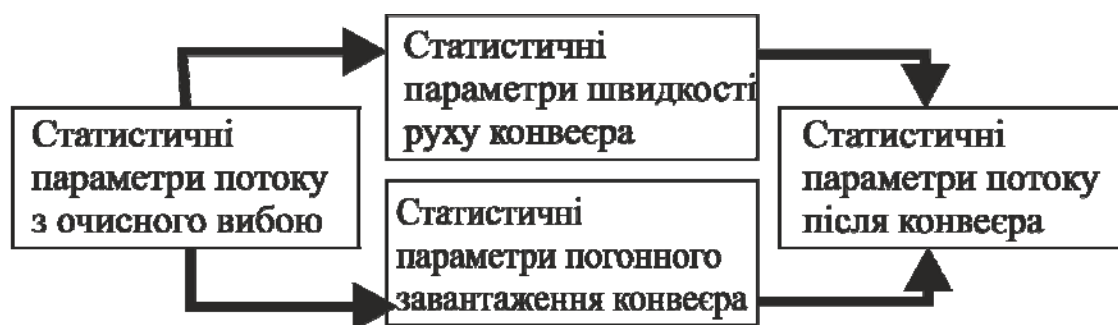 Статистичні
параметри потоку
з очисного вибою
Статистичні
параметри швидкості
руху конвеєра
Статистичні
параметри погонного
завантаження конвеєра
Статистичні
параметри потоку
після конвеєра